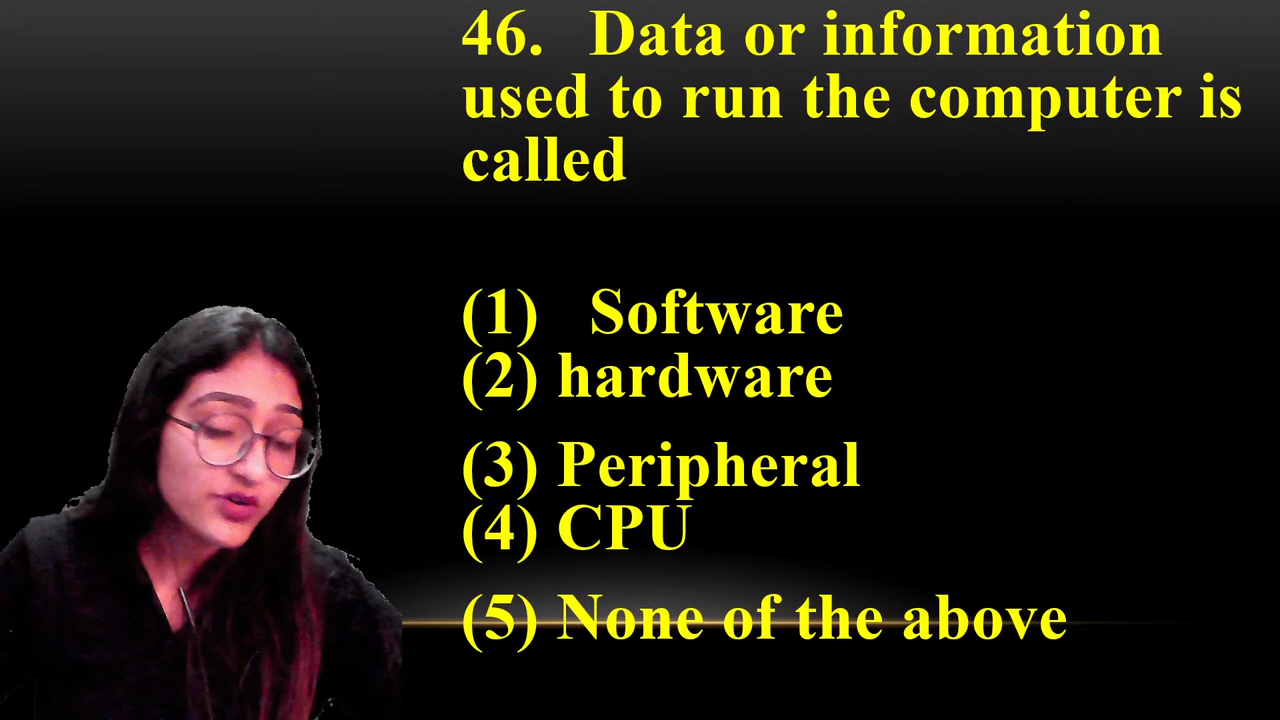 46. Data or information
used to run the computer is
called
(1) Software
(2) hardware
(3) Peripheral
(4) CPU
(5) None of the above